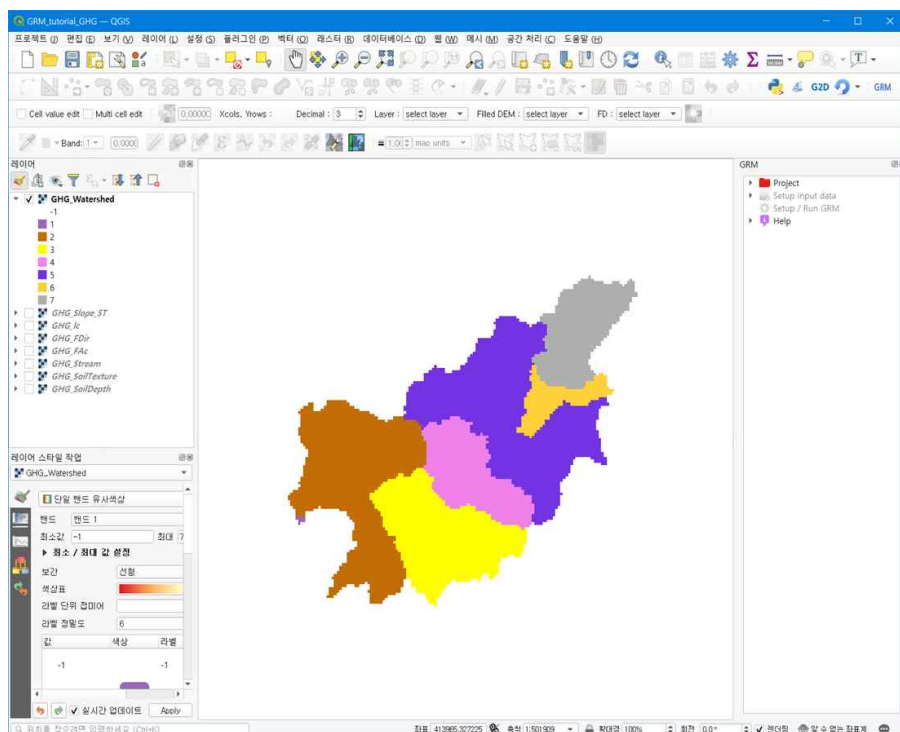 GRM_tutorial_GHG — QGIS
프로젝트 (J) 편집 (E) 보기 (V) 레이어 (L) 설정 (S) 플러그인 (P) 벡터 (O) 래스터 (R) 데이터베이스 (D) 웹 (W) 메시 (M) 공간 처리 (C) 도움말 (H)
G2D GRM
Cell value edit Multi cell edit 0.0000 Xcols, Yrows : Decimal : 3 Layer : select layer Filled DEM : select layer FD : select layer
Band: 1 0.0000 = 1.00 map units
레이어
GHG_Watershed
-1
1
2
3
4
5
6
7
GHG_Slope_ST
GHG_lc
GHG_FDir
GHG_FAc
GHG_Stream
GHG_SoilTexture
GHG_SoilDepth
레이어 스타일 작업
GHG_Watershed
단일 밴드 유사색상
밴드 밴드 1
최소값 -1 최대 7
최소 / 최대 값 설정
보간 선형
색상표
라벨 단위 접미어
라벨 정밀도 6
값 색상 라벨
-1 -1
실시간 업데이트 Apply
GRM
Project
Setup input data
Setup / Run GRM
Help
위치를 찾으려면 입력하세요 (Ctrl+K) 좌표 413965,327225 축척 1:501909 확대경 100% 회전 0.0° 렌더링 알 수 없는 좌표계